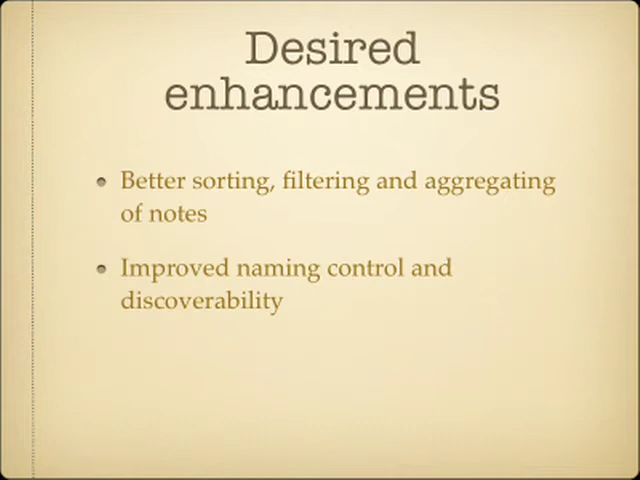 Desired
enhancements
Better sorting, filtering and aggregating
of notes
Improved naming control and
discoverability